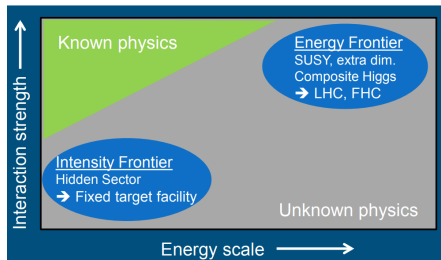 Known physics
Energy Frontier
SUSY, extra dim.
Composite Higgs
➔ LHC, FHC
Interaction strength
Intensity Frontier
Hidden Sector
➔ Fixed target facility
Unknown physics
Energy scale